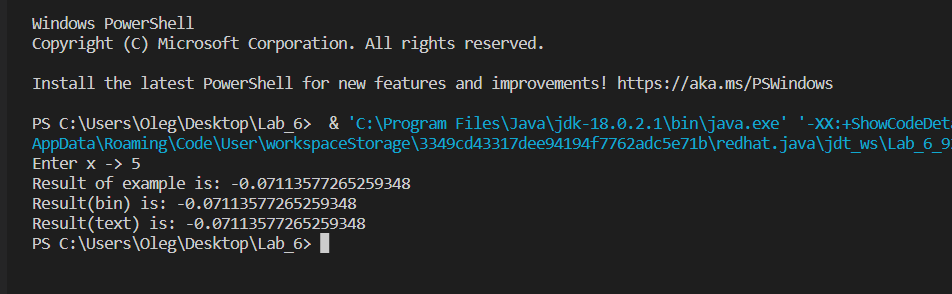 Windows PowerShell
Copyright (C) Microsoft Corporation. All rights reserved.
Install the latest PowerShell for new features and improvements! https://aka.ms/PSWindows
PS C:\Users\Oleg\Desktop\Lab_6>  & 'C:\Program Files\Java\jdk-18.0.2.1\bin\java.exe' '-XX:+ShowCodeDet
AppData\Roaming\Code\User\workspaceStorage\3349cd43317dee94194f7762adc5e71b\redhat.java\jdt_ws\Lab_6_9
Enter x -> 5
Result of example is: -0.07113577265259348
Result(bin) is: -0.07113577265259348
Result(text) is: -0.07113577265259348
PS C:\Users\Oleg\Desktop\Lab_6>